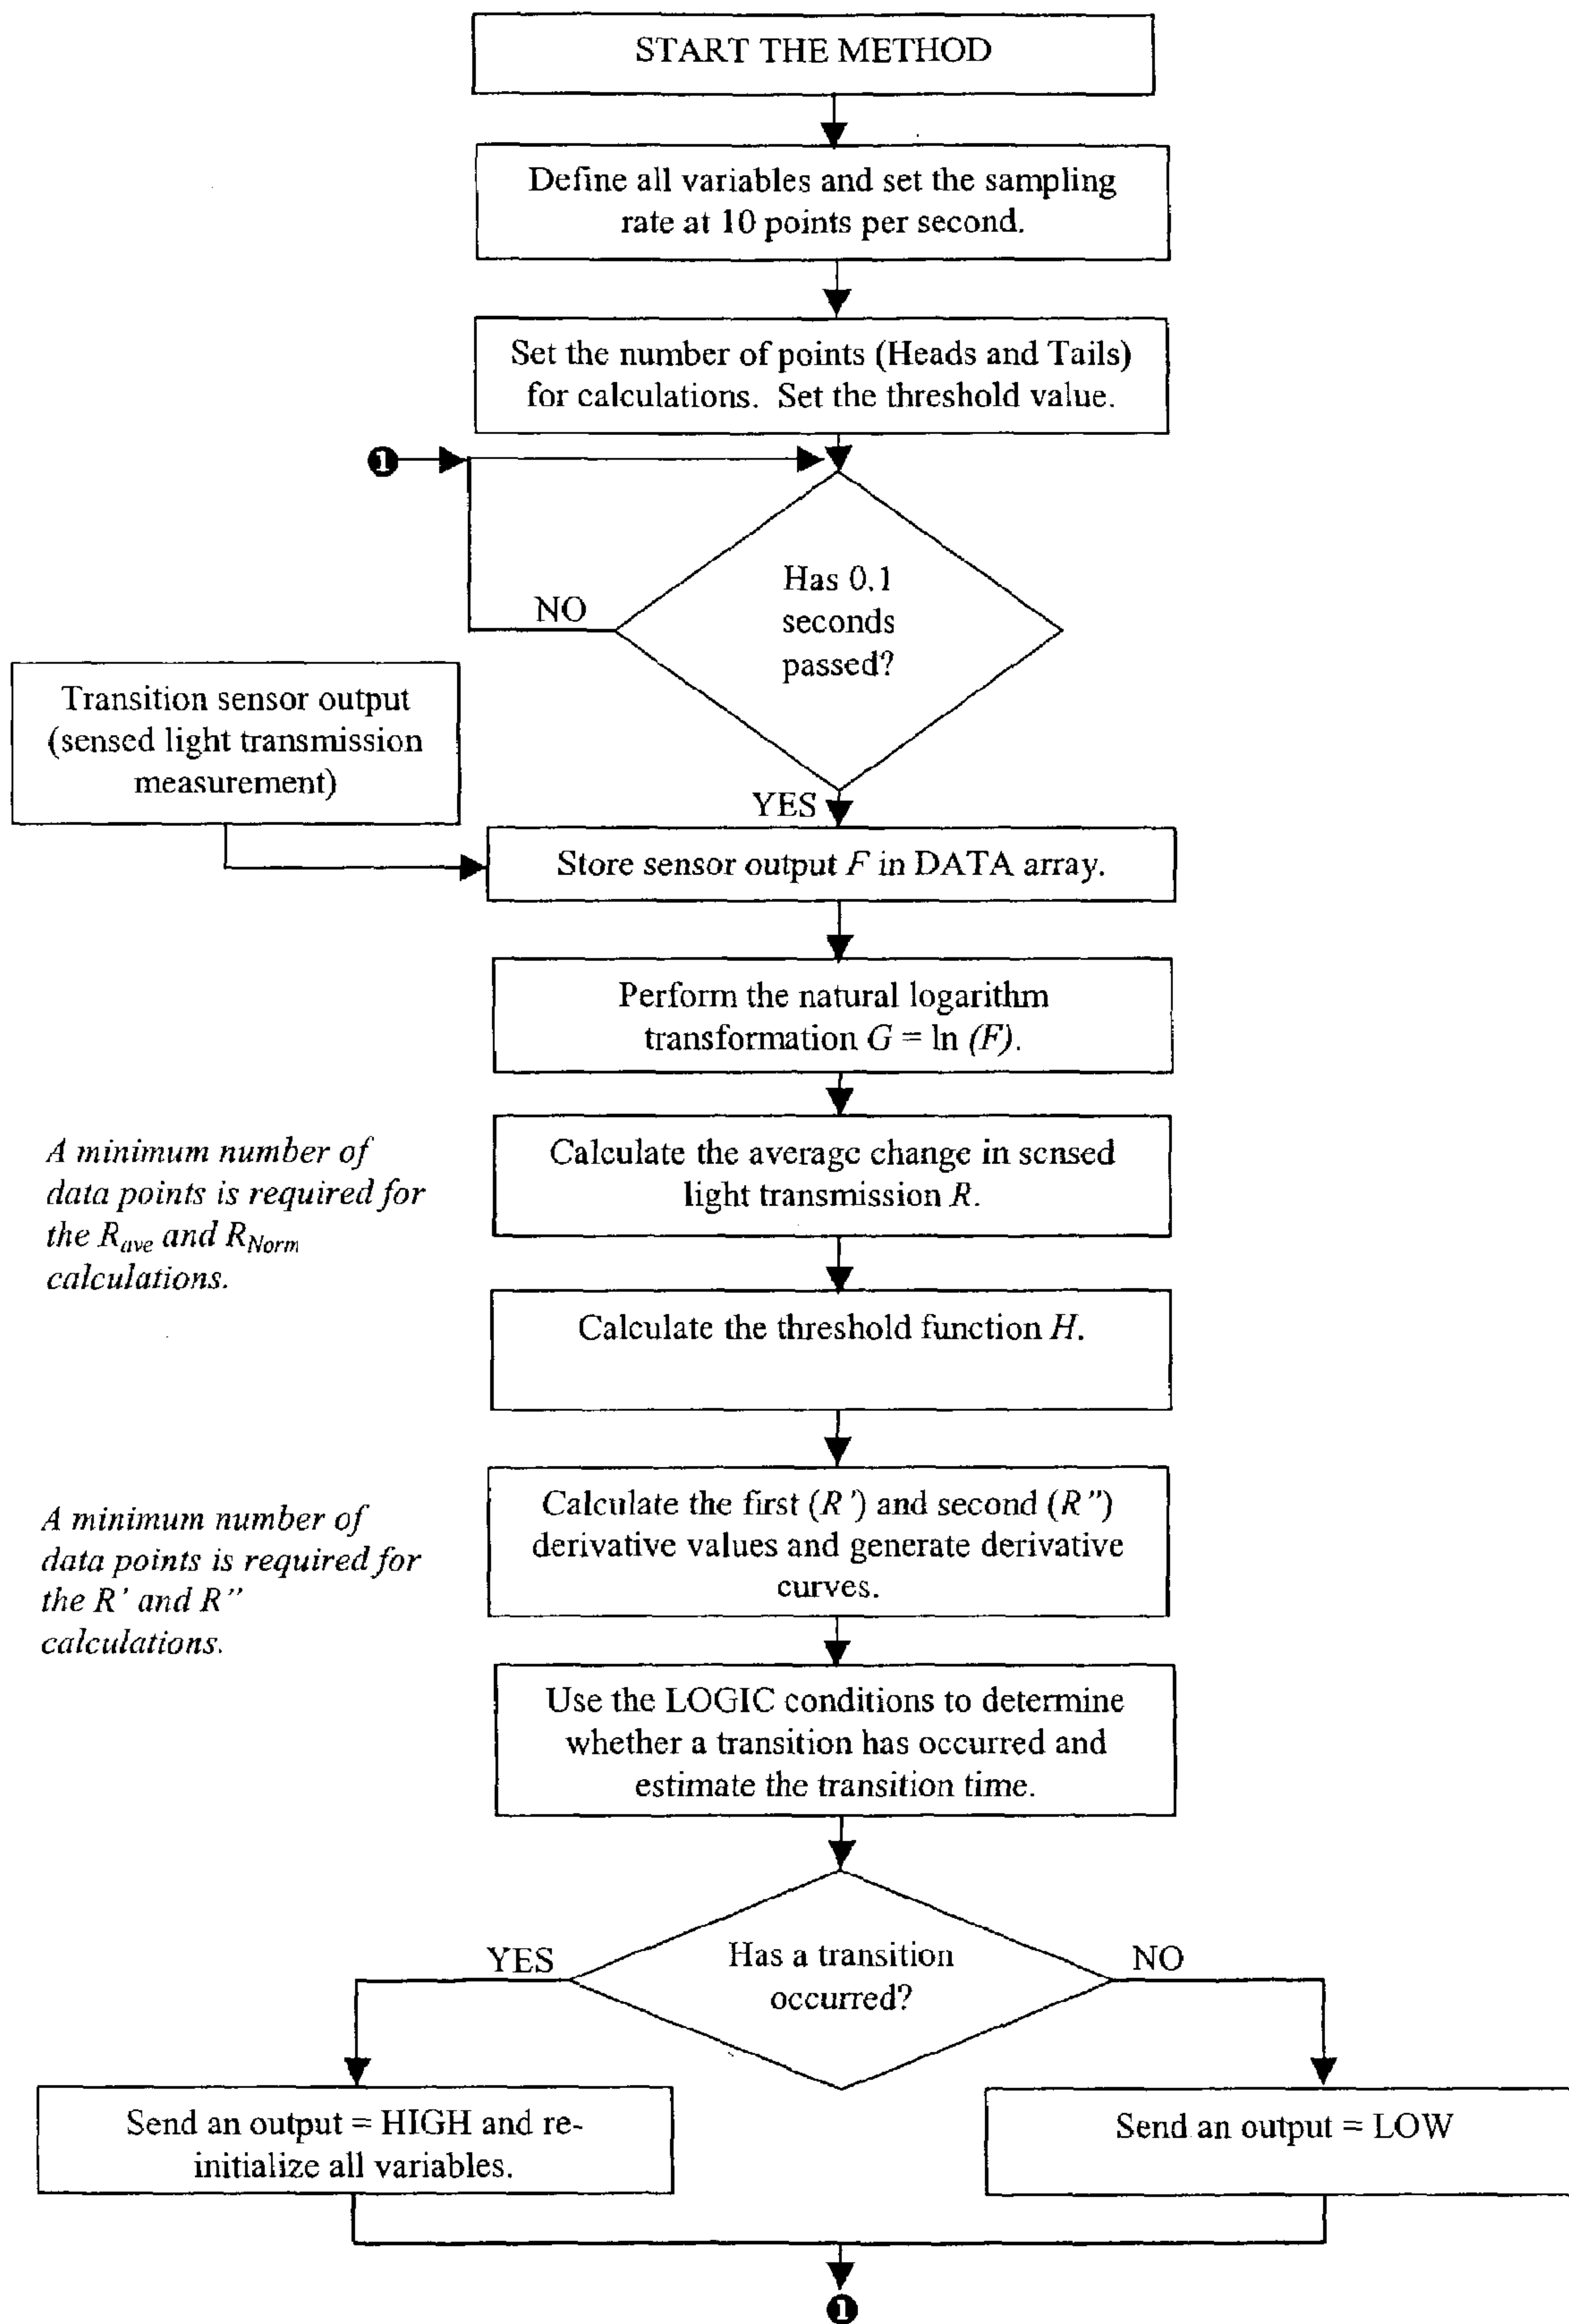 START THE METHOD
Define all variables and set the sampling
rate at 10 points per second.
Set the number of points (Heads and Tails)
for calculations. Set the threshold value.
1
Has 0.1
seconds
passed?
NO
Transition sensor output
(sensed light transmission
measurement)
YES
Store sensor output F in DATA array.
Perform the natural logarithm
transformation G = ln (F).
A minimum number of
data points is required for
the Rave and RNorm
calculations.
Calculate the average change in sensed
light transmission R.
Calculate the threshold function H.
A minimum number of
data points is required for
the R' and R''
calculations.
Calculate the first (R') and second (R'')
derivative values and generate derivative
curves.
Use the LOGIC conditions to determine
whether a transition has occurred and
estimate the transition time.
YES
Has a transition
occurred?
NO
Send an output = HIGH and re-
initialize all variables.
Send an output = LOW
1